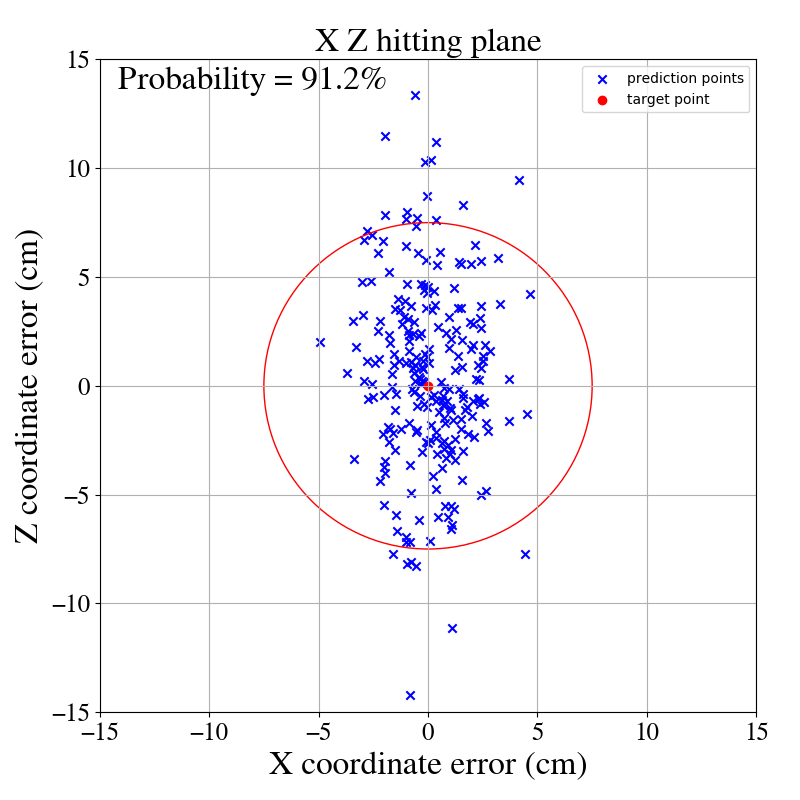 X Z hitting plane
Probability = 91.2%
prediction points
target point
15
10
5
0
−5
−10
−15
−15
−10
−5
0
5
10
15
Z coordinate error (cm)
X coordinate error (cm)